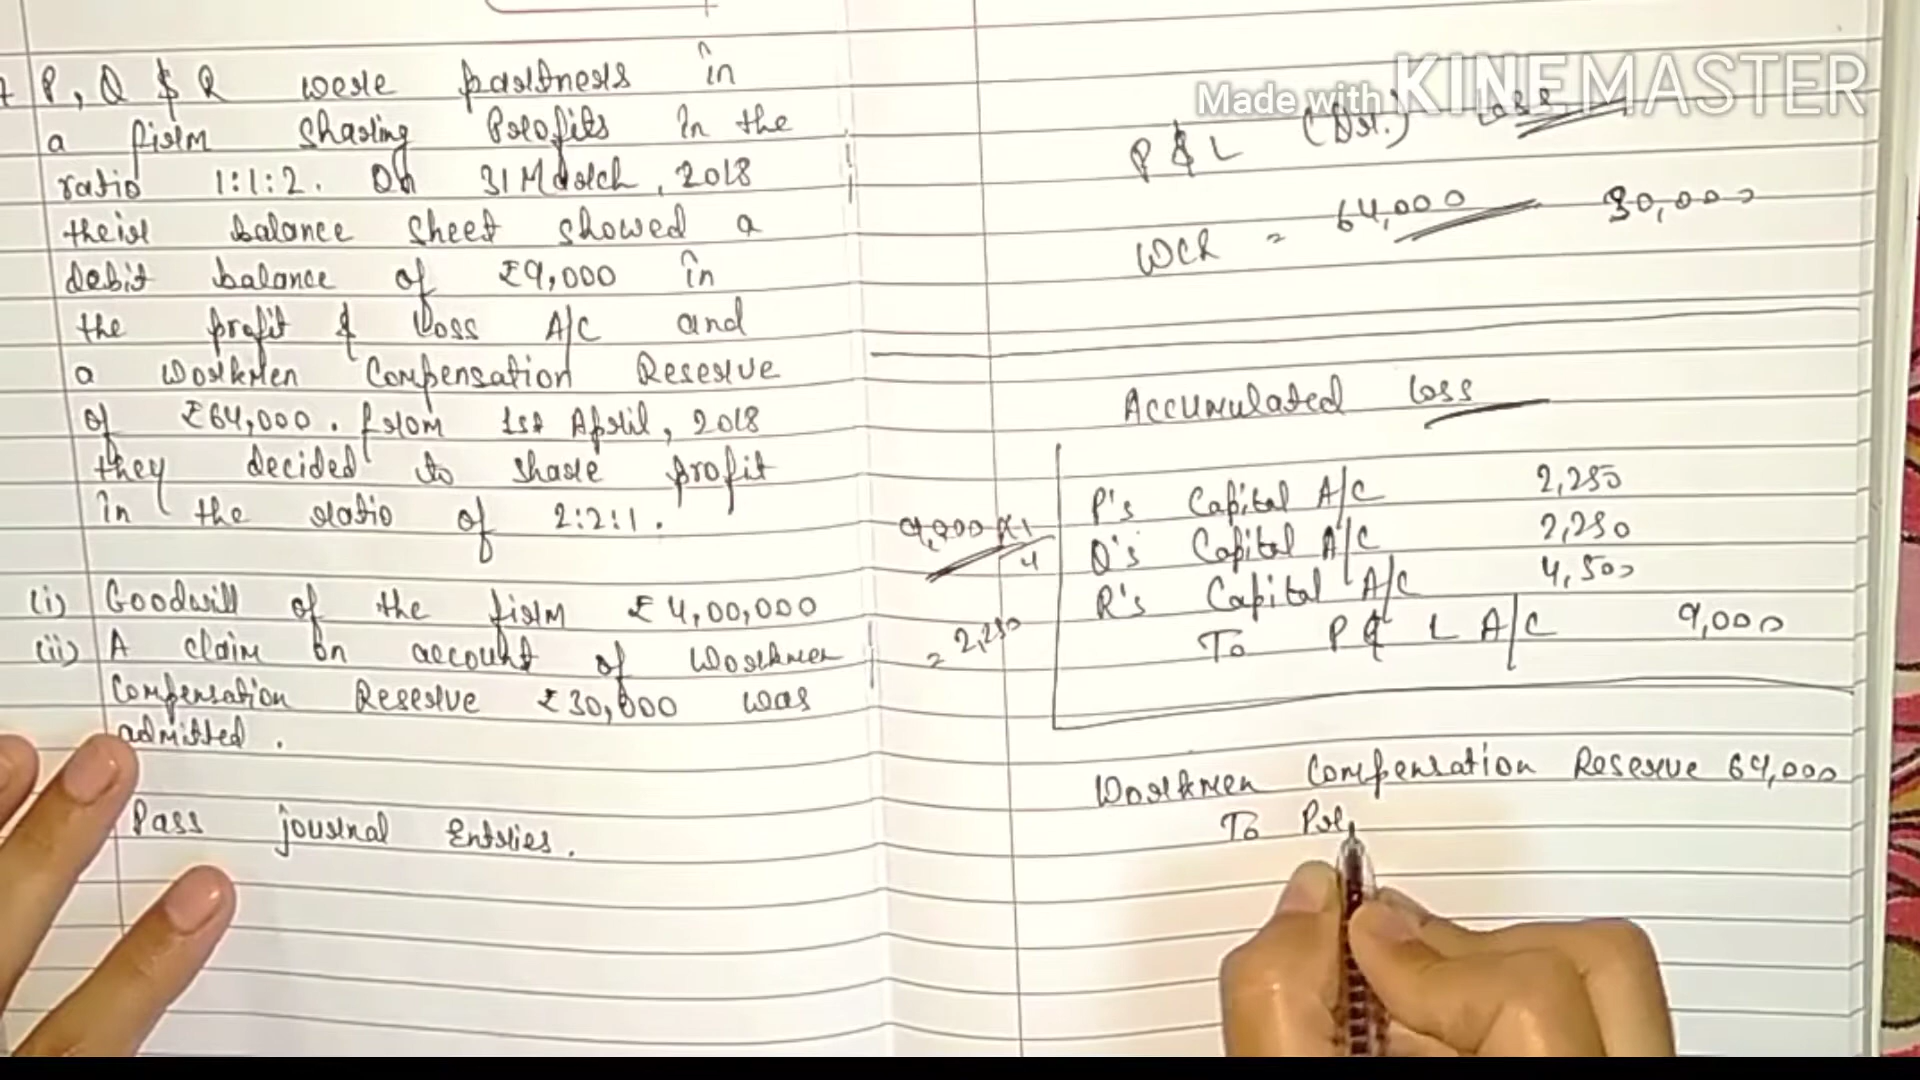 P, Q & R were partners in
a firm sharing Profits In the
ratio 1:1:2. On 31 March, 2018
their balance sheet showed a
debit balance of ₹9,000 in
the profit & Loss A/C and
a Workmen Compensation Reserve
of ₹64,000. from 1st April, 2018
they decided to share profit
in the ratio of 2:2:1.
(i) Goodwill of the firm ₹4,00,000
(ii) A claim on account of Workmen
Compensation Reserve ₹30,000 was
admitted.
Pass journal Entries.
Made with KINEMASTER
P & L (Dr.) Loss
WCR = 64,000 30,000
Accumulated loss
P's Capital A/C 2,250
Q's Capital A/C 2,250
R's Capital A/C 4,500
To P & L A/C 9,000
9,000 x 1
4
= 2,250
Workmen Compensation Reserve 64,000
To